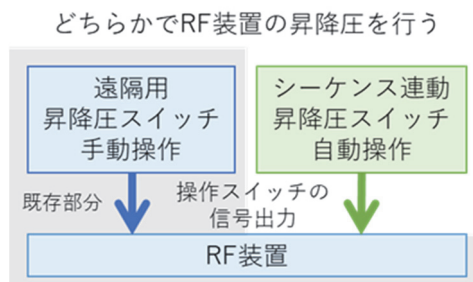 どちらかでRF装置の昇降圧を行う
遠隔用
昇降圧スイッチ
手動操作
シーケンス連動
昇降圧スイッチ
自動操作
既存部分
操作スイッチの
信号出力
RF装置